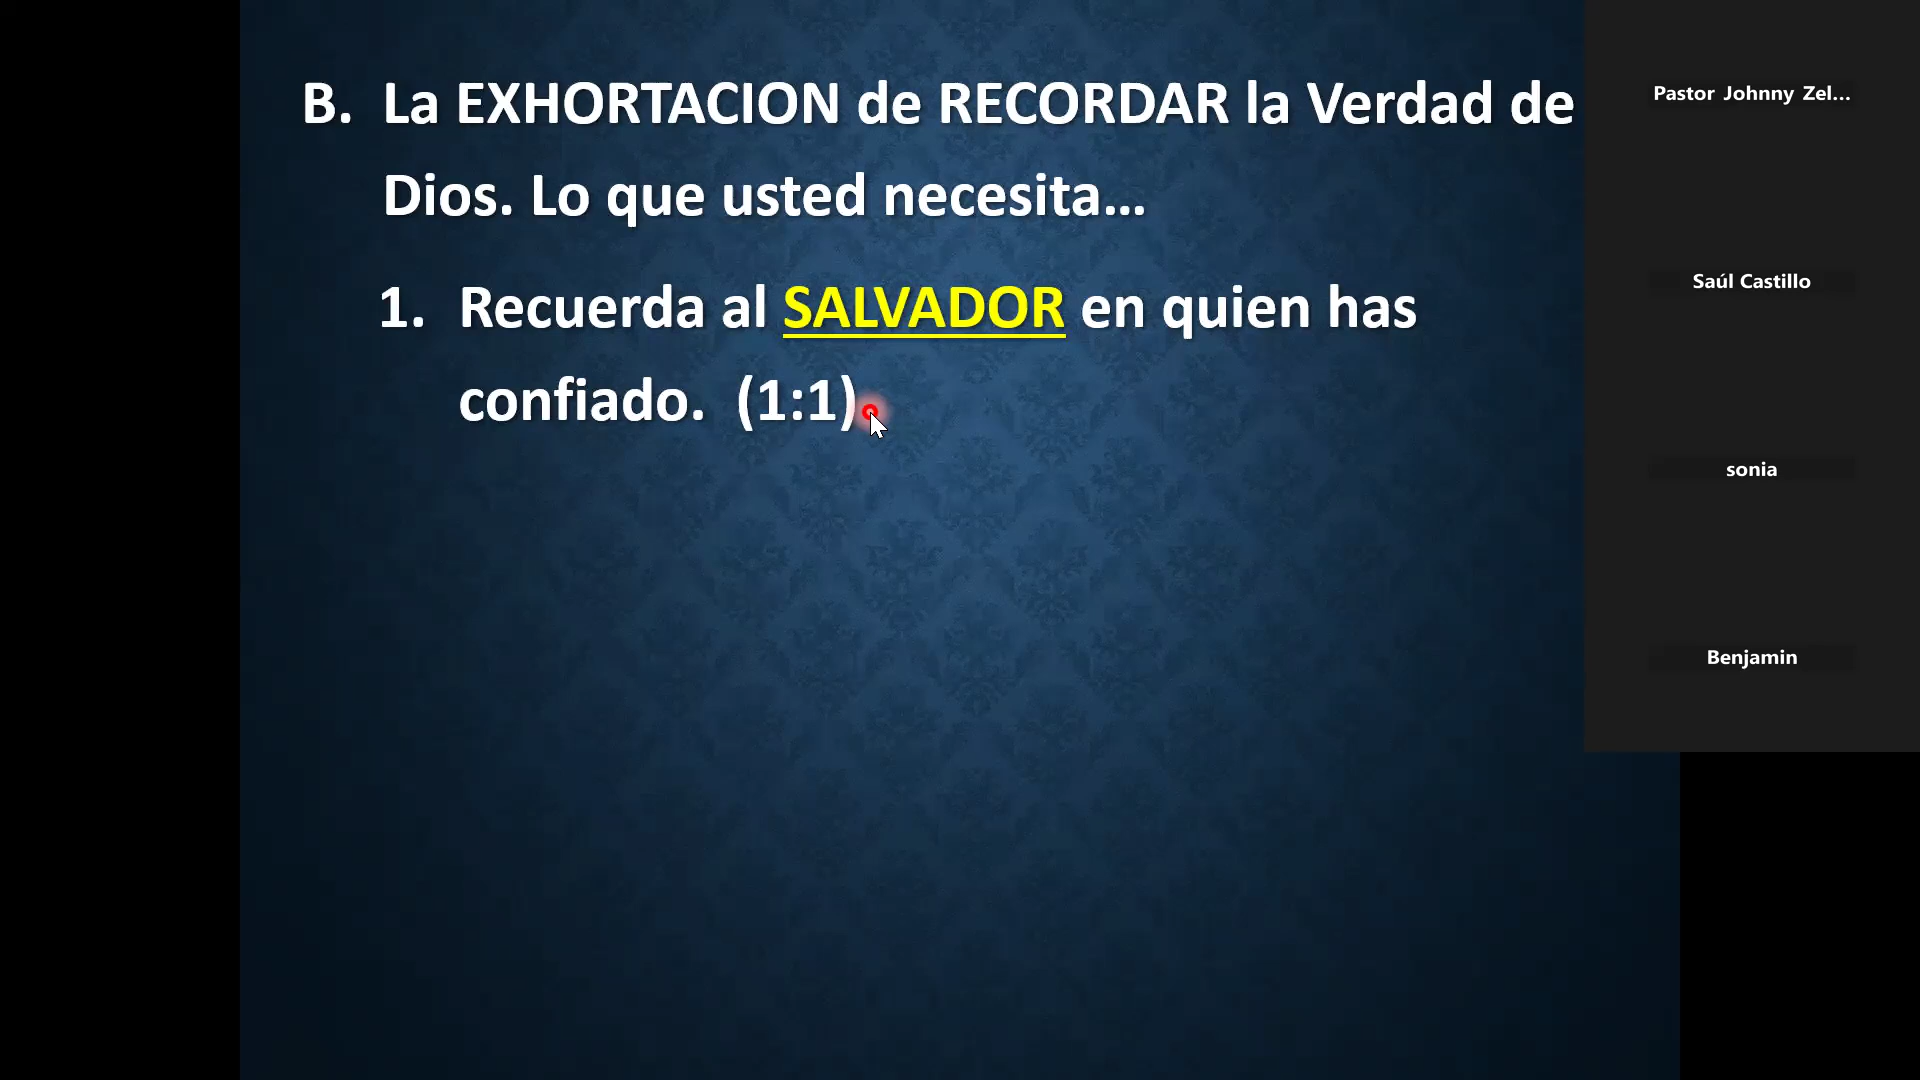 B. La EXHORTACION de RECORDAR la Verdad de
Dios. Lo que usted necesita...
1. Recuerda al SALVADOR en quien has
confiado. (1:1)
Pastor Johnny Zel...
Saúl Castillo
sonia
Benjamin